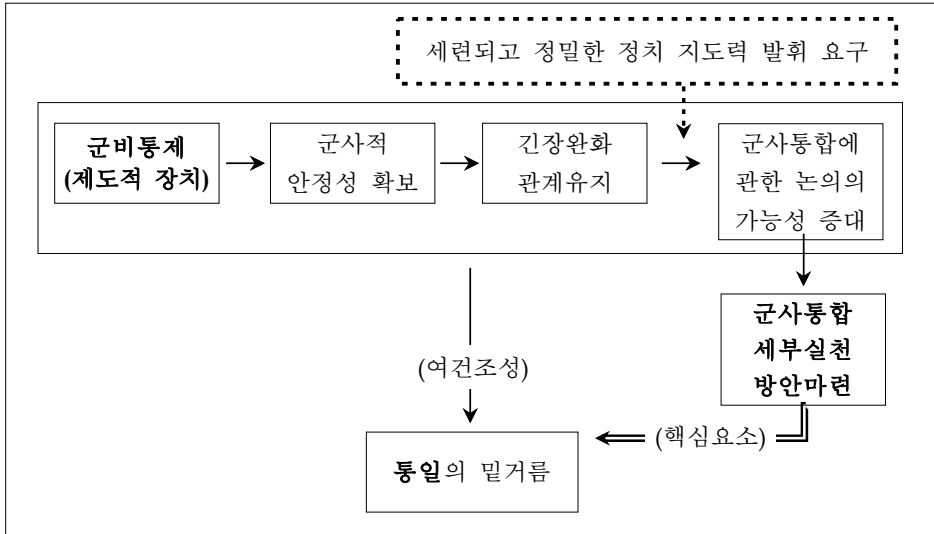 세련되고 정밀한 정치 지도력 발휘 요구
군비통제
(제도적 장치)
군사적
안정성 확보
긴장완화
관계유지
군사통합에
관한 논의의
가능성 증대
군사통합
세부실천
방안마련
(여건조성)
(핵심요소)
통일의 밑거름